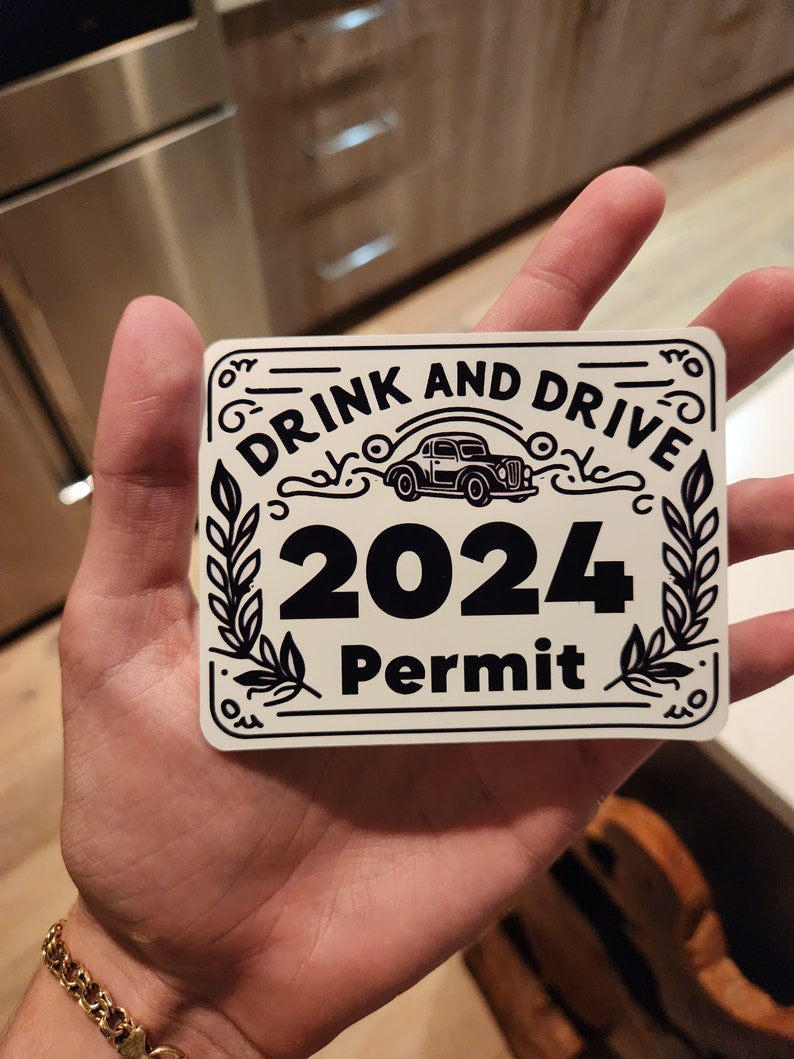 DRINK AND DRIVE
2024
Permit